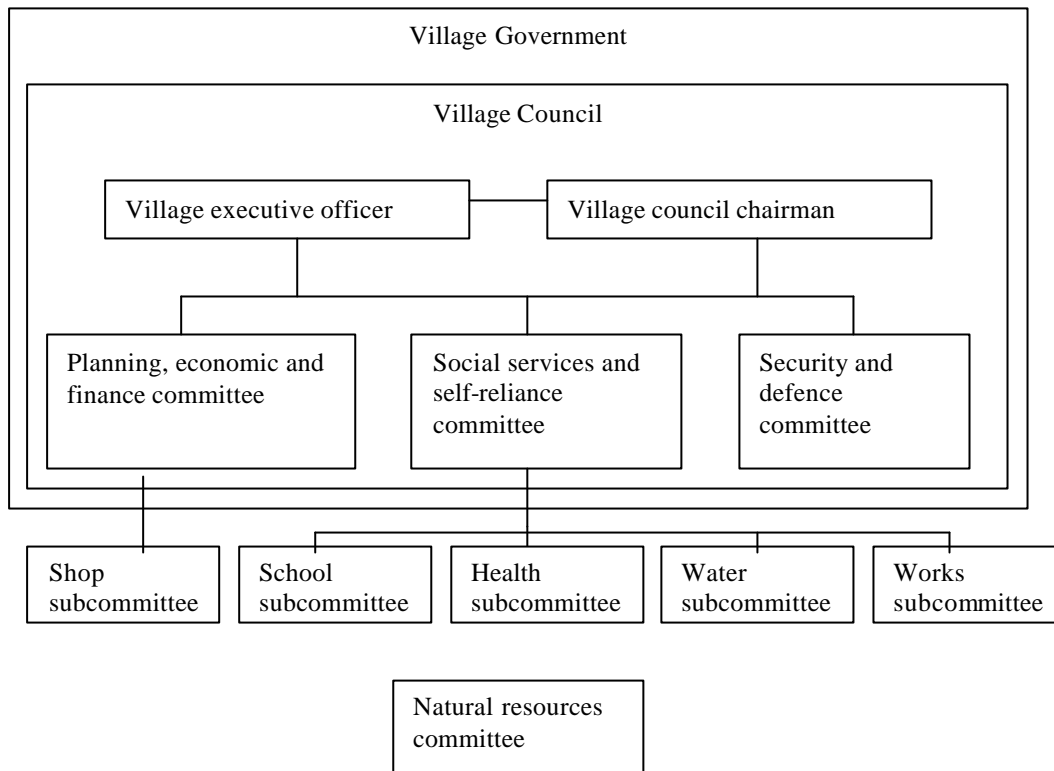 Village Government
Village Council
Village executive officer
Village council chairman
Planning, economic and
finance committee
Social services and
self-reliance
committee
Security and
defence
committee
Shop
subcommittee
School
subcommittee
Health
subcommittee
Water
subcommittee
Works
subcommittee
Natural resources
committee